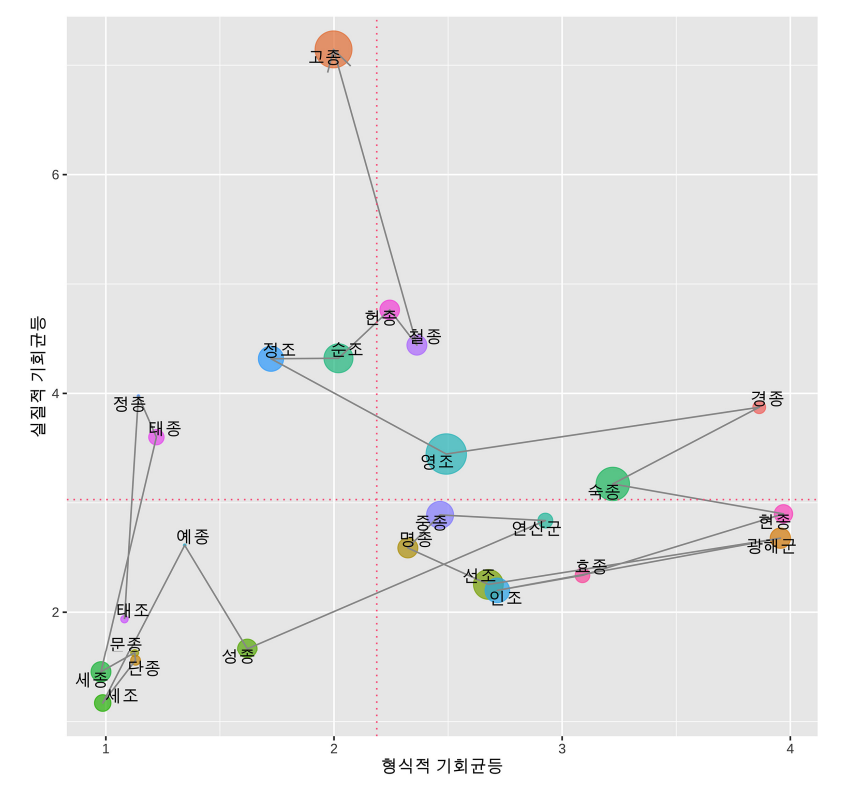 고종
6
헌종
철종
정조
순조
4
경종
정종
태종
영조
숙종
중종
연산군
현종
명종
예종
광해군
선조
효종
인조
2
태조
문종
성종
단종
세종
세조
1
2
3
4
형식적 기회균등
실질적 기회균등